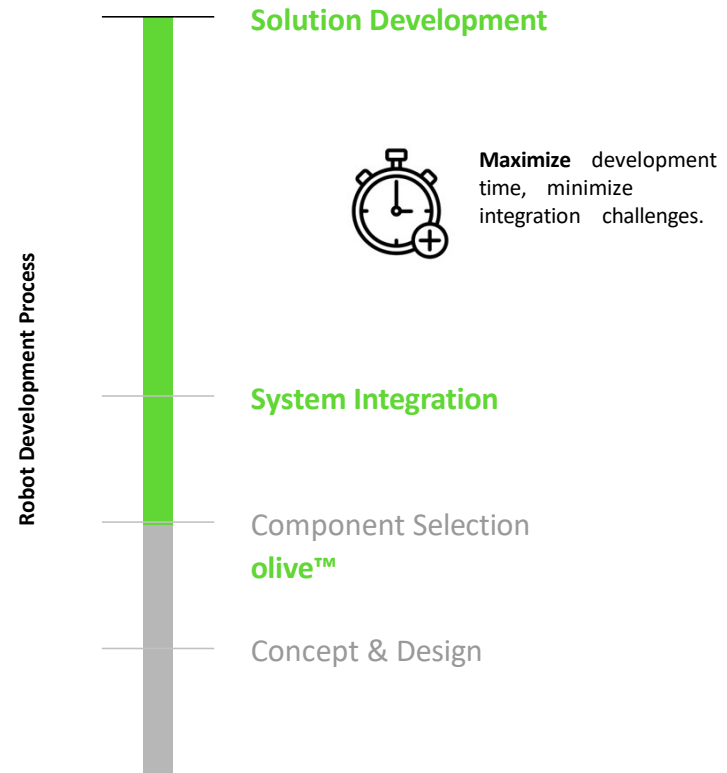 Solution Development
Maximize development
time, minimize
integration challenges.
Robot Development Process
System Integration
Component Selection
olive™
Concept & Design